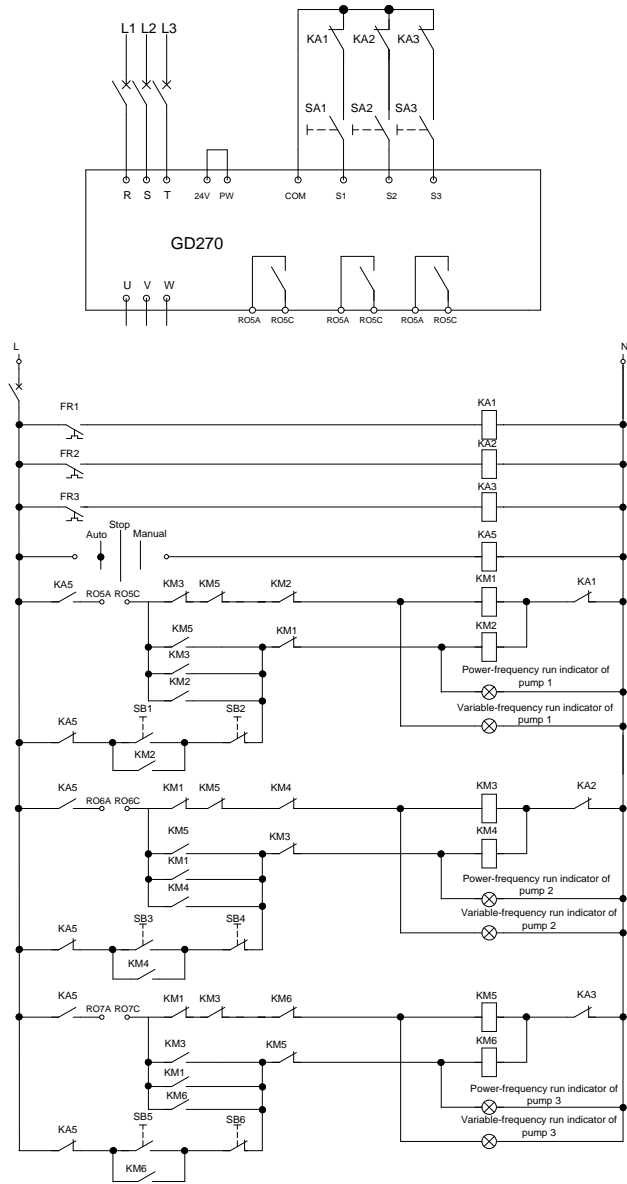 L1 L2 L3
KA1 KA2 KA3
SA1 SA2 SA3
R S T 24V PW COM S1 S2 S3
GD270
U V W
RO5A RO5C RO5A RO5C RO5A RO5C
L N
FR1 KA1
FR2 KA2
FR3 KA3
Stop
Auto Manual
KA5
KA5 RO5A RO5C KM3 KM5 KM2 KM1 KA1
KM5 KM1 KM2
KM3
Power-frequency run indicator of
pump 1
KM2
Variable-frequency run indicator of
pump 1
SB1 SB2
KA5
KM2
KA5 RO6A RO6C KM1 KM5 KM4 KM3 KA2
KM5 KM3 KM4
KM1
Power-frequency run indicator of
pump 2
KM4
Variable-frequency run indicator of
pump 2
SB3 SB4
KA5
KM4
KA5 RO7A RO7C KM1 KM3 KM6 KM5 KA3
KM3 KM5 KM6
KM1
Power-frequency run indicator of
pump 3
KM6
Variable-frequency run indicator of
pump 3
SB5 SB6
KA5
KM6